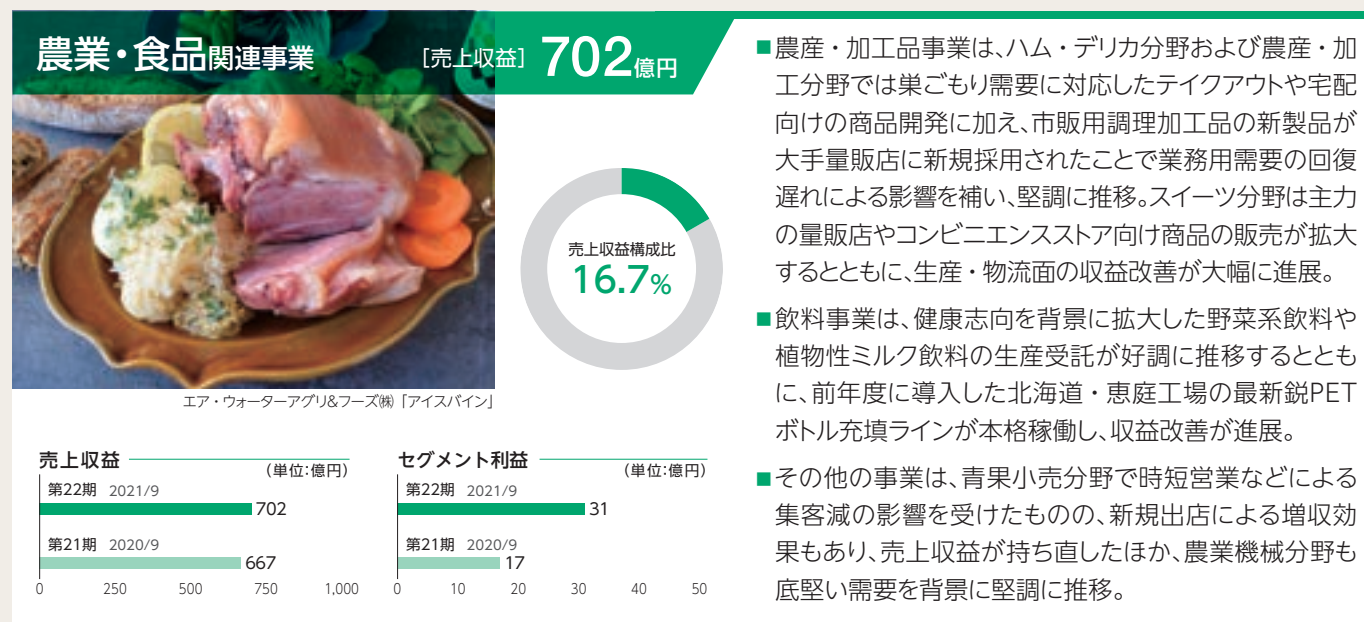 農業・食品関連事業
[売上収益] 702億円
売上収益構成比
16.7%
エア・ウォーターアグリ&フーズ㈱「アイスバイン」
売上収益
(単位:億円)
第22期 2021/9
702
第21期 2020/9
667
0 250 500 750 1,000
セグメント利益
(単位:億円)
第22期 2021/9
31
第21期 2020/9
17
0 10 20 30 40 50
■農産・加工品事業は、ハム・デリカ分野および農産・加
工分野では巣ごもり需要に対応したテイクアウトや宅配
向けの商品開発に加え、市販用調理加工品の新製品が
大手量販店に新規採用されたことで業務用需要の回復
遅れによる影響を補い、堅調に推移。スイーツ分野は主力
の量販店やコンビニエンスストア向け商品の販売が拡大
するとともに、生産・物流面の収益改善が大幅に進展。
■飲料事業は、健康志向を背景に拡大した野菜系飲料や
植物性ミルク飲料の生産受託が好調に推移するととも
に、前年度に導入した北海道・恵庭工場の最新鋭PET
ボトル充填ラインが本格稼働し、収益改善が進展。
■その他の事業は、青果小売分野で時短営業などによる
集客減の影響を受けたものの、新規出店による増収効
果もあり、売上収益が持ち直したほか、農業機械分野も
底堅い需要を背景に堅調に推移。